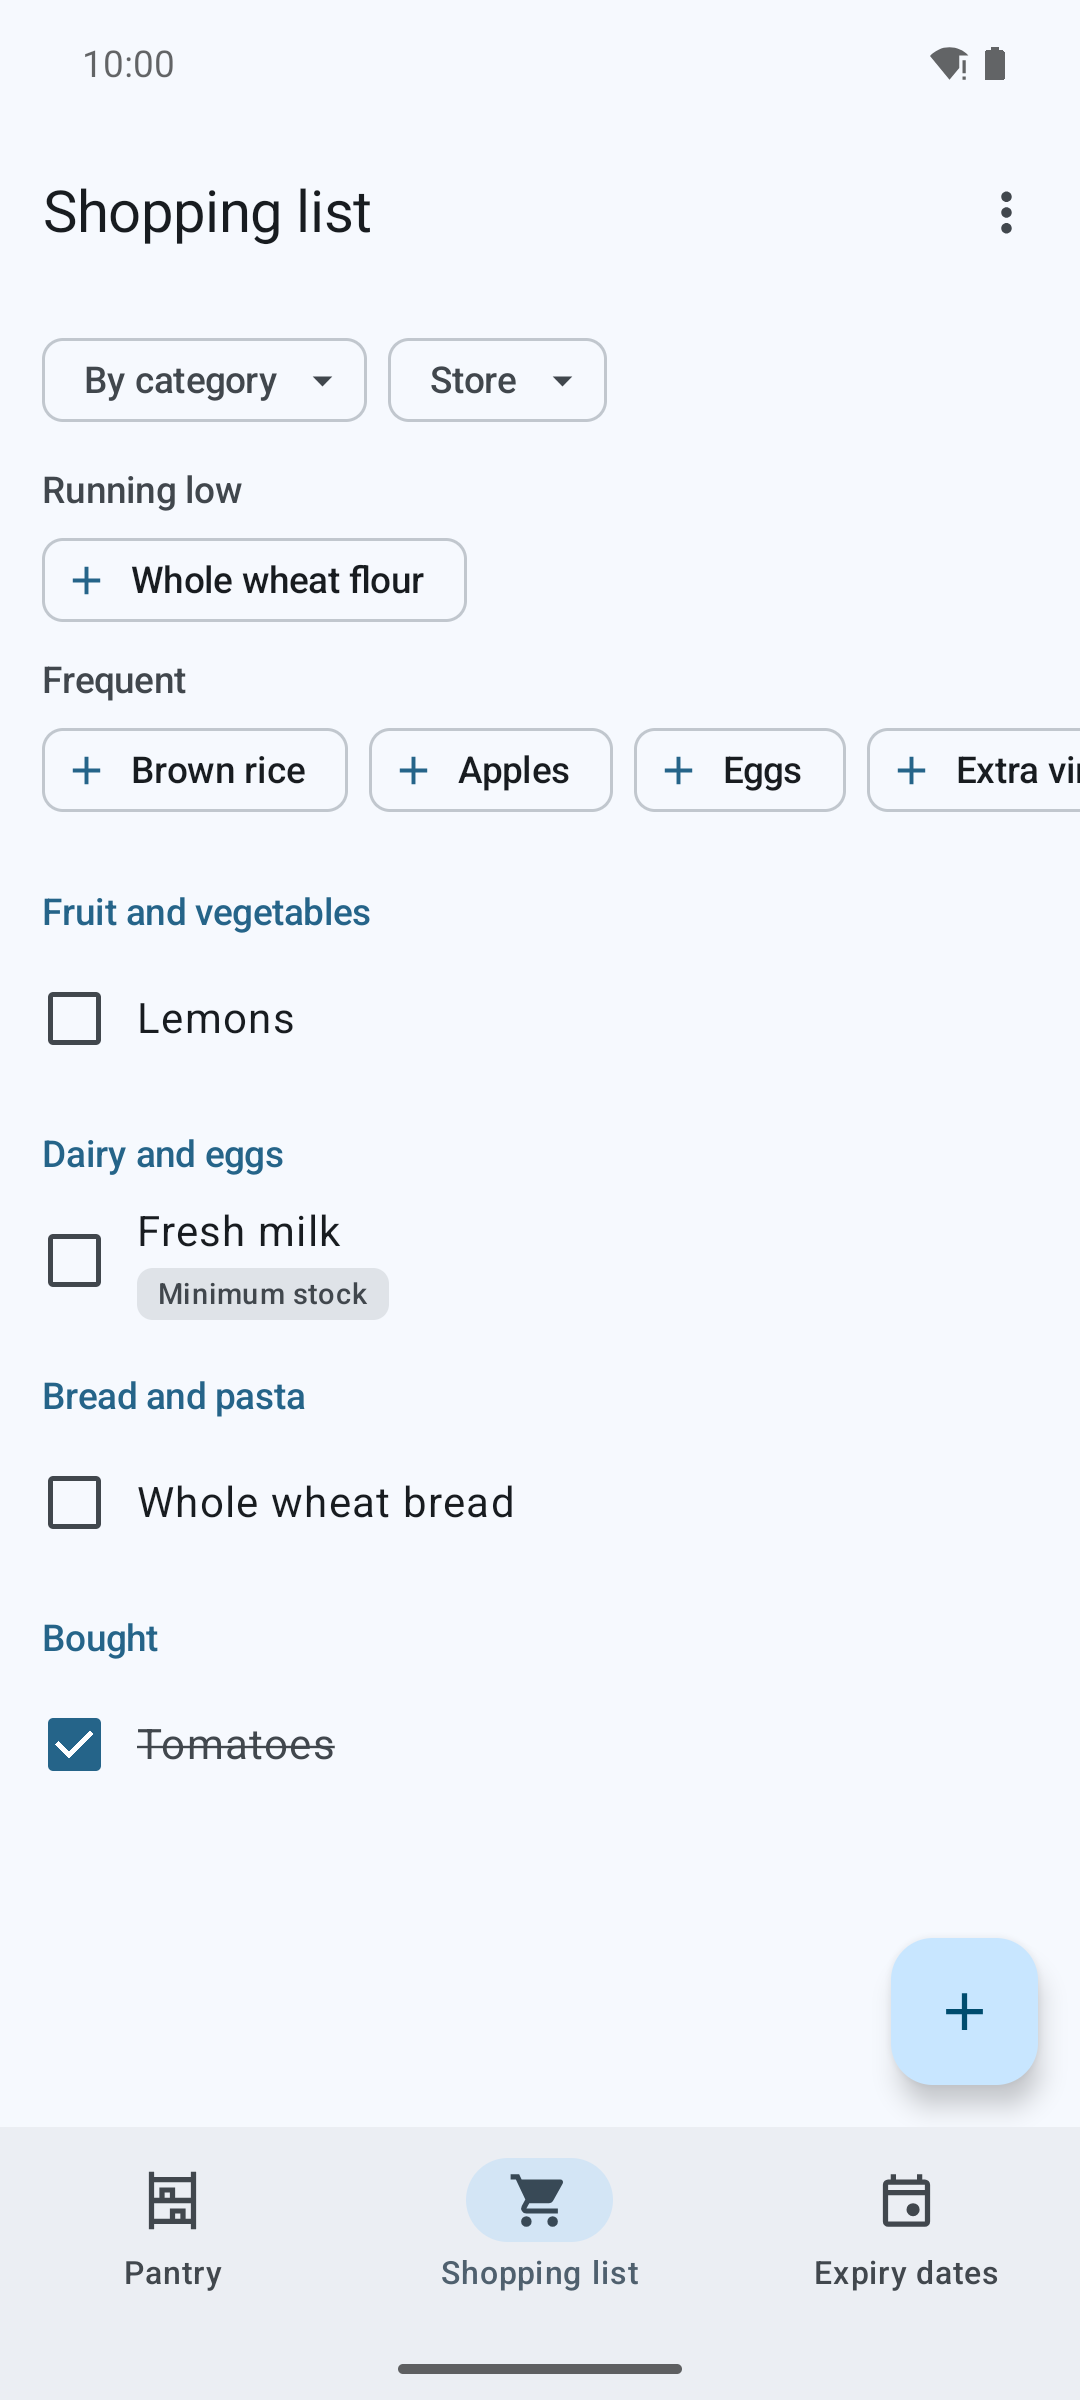 10:00
Shopping list
By category
Store
Running low
Whole wheat flour
Frequent
Brown rice
Apples
Eggs
Extra
Fruit and vegetables
Lemons
Dairy and eggs
Fresh milk
Minimum stock
Bread and pasta
Whole wheat bread
Bought
Tomatoes
Pantry
Shopping list
Expiry dates